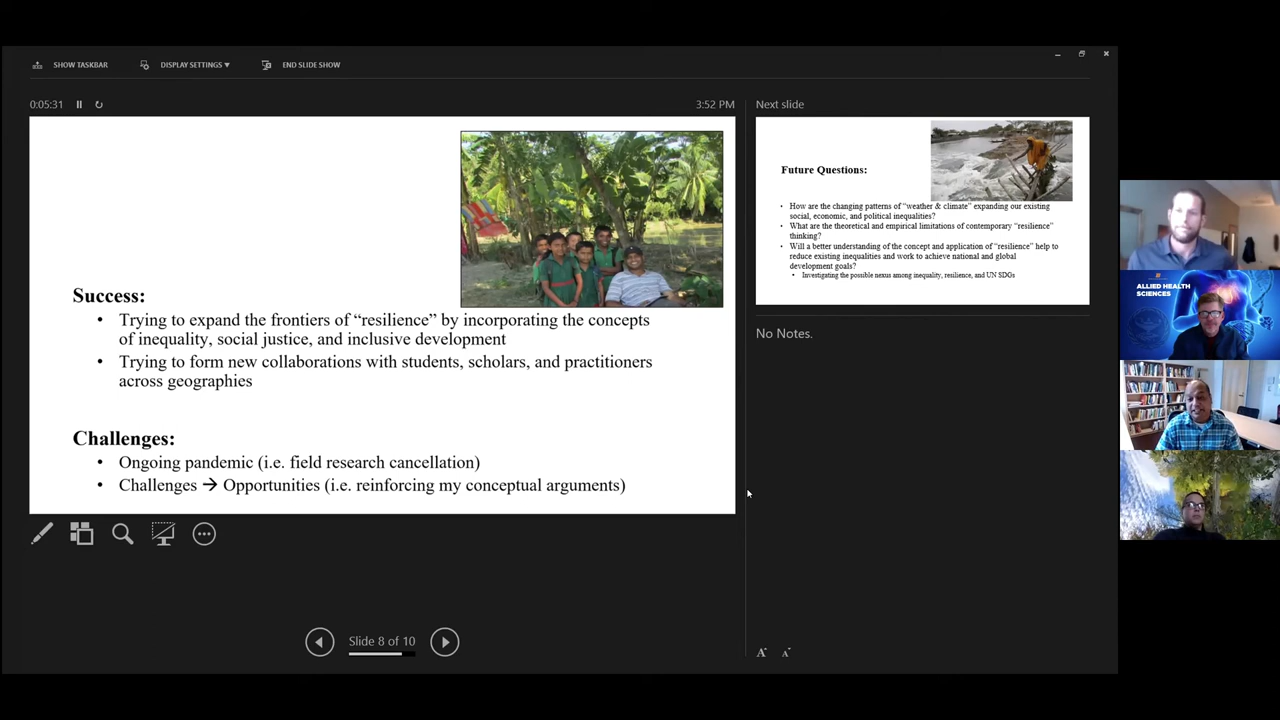 SHOW TASKBAR
DISPLAY SETTINGS
END SLIDE SHOW
0:05:31
3:52 PM
Success:
• Trying to expand the frontiers of “resilience” by incorporating the concepts
of inequality, social justice, and inclusive development
• Trying to form new collaborations with students, scholars, and practitioners
across geographies
Challenges:
• Ongoing pandemic (i.e. field research cancellation)
• Challenges → Opportunities (i.e. reinforcing my conceptual arguments)
Slide 8 of 10
Next slide
Future Questions:
• How are the changing patterns of “weather & climate” expanding our existing
social, economic, and political inequalities?
• What are the theoretical and empirical limitations of contemporary “resilience”
thinking?
• Will a better understanding of the concept and application of “resilience” help to
reduce existing inequalities and work to achieve national and global
development goals?
• Investigating the possible nexus among inequality, resilience, and UN SDGs
No Notes.
A A
ALLIED HEALTH
SCIENCES